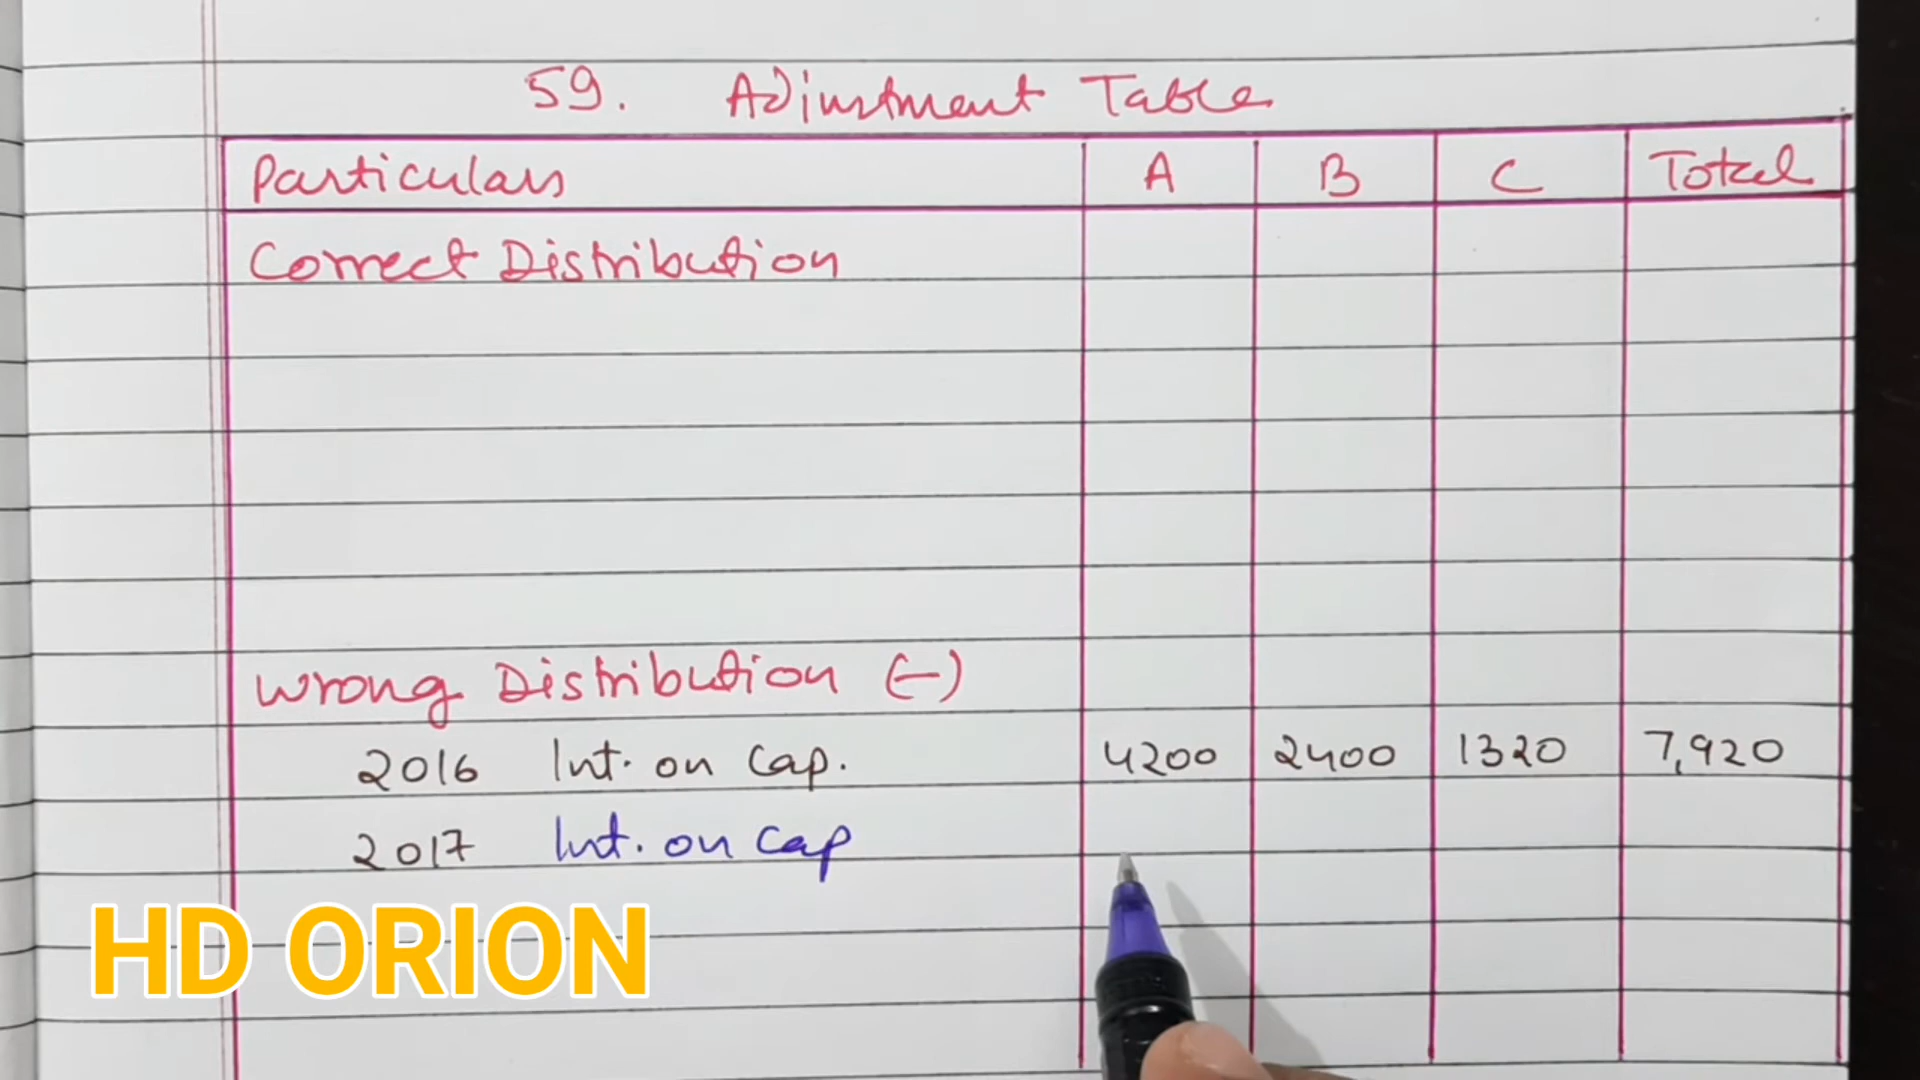 59. Adjustment Table
Particulars A B C Total
Correct Distribution
Wrong Distribution (-)
2016 Int. on Cap. 4200 2400 1320 7,920
2017 Int. on Cap
HD ORION